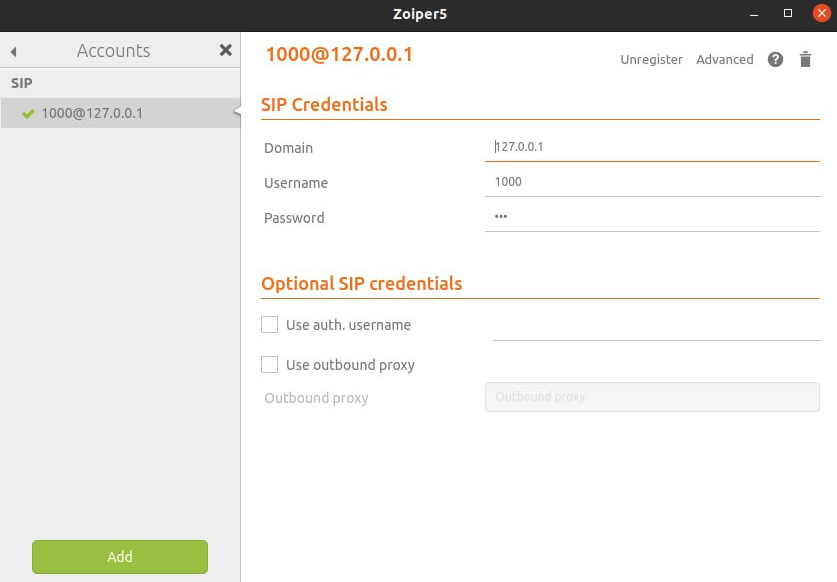 Zoiper5
Accounts
SIP
1000@127.0.0.1
1000@127.0.0.1
Unregister Advanced ?
SIP Credentials
Domain 127.0.0.1
Username 1000
Password •••
Optional SIP credentials
Use auth. username
Use outbound proxy
Outbound proxy Outbound proxy
Add